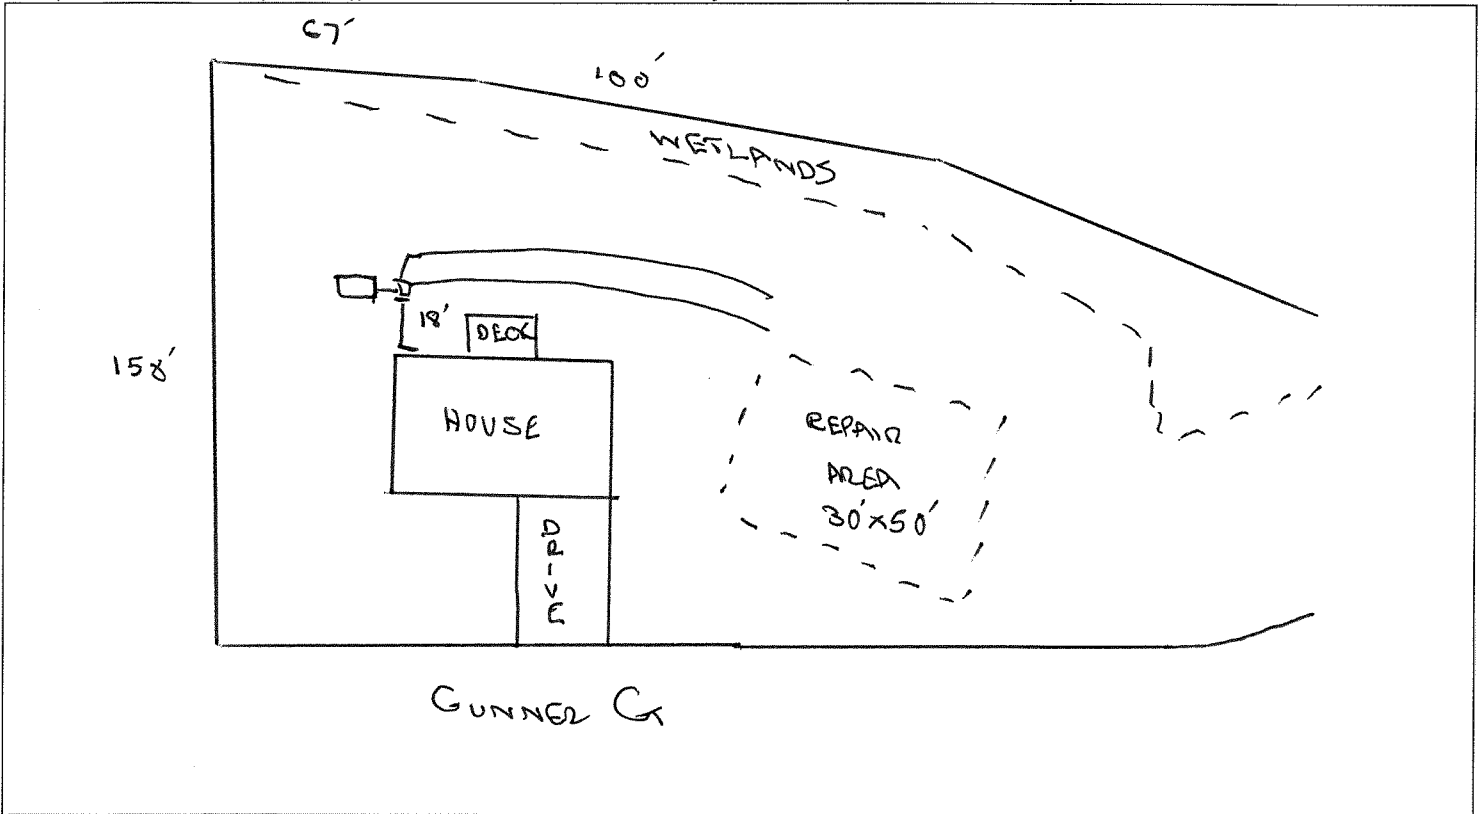 67'
100'
WETLANDS
18'
DECK
158'
HOUSE
REPAIR
AREA
30'x50'
DRIVE
GUNNER CT